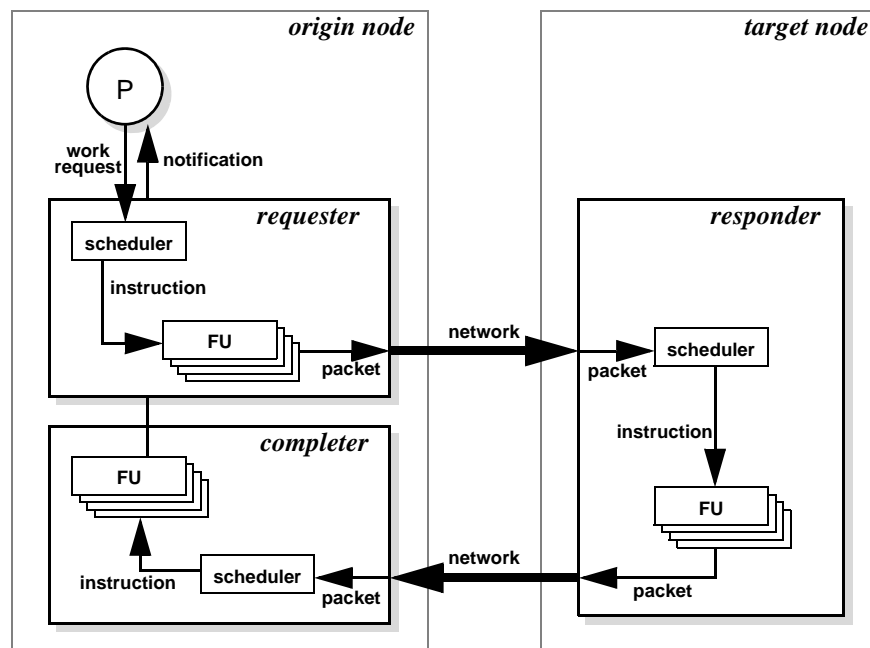 origin node
target node
P
work
request
notification
requester
scheduler
instruction
FU
packet
network
responder
packet
scheduler
instruction
FU
packet
network
completer
FU
instruction
scheduler
packet